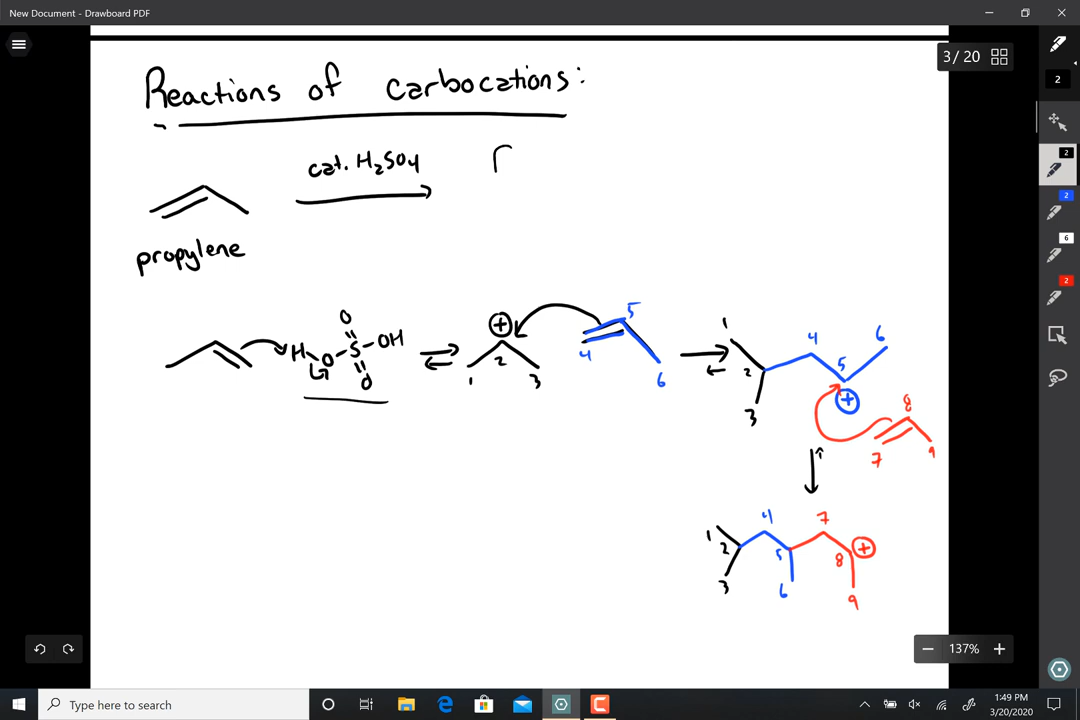 New Document - Drawboard PDF
3 / 20
2
Reactions of carbocations:
cat. H2SO4
propylene
O
H O S OH
O
+
1 2 3
4 5 6
1 2 3 4 5 6
+
7 8 9
1 2 3 4 5 6 7 8 9
+
2
2
6
2
137%
Type here to search
1:49 PM
3/20/2020